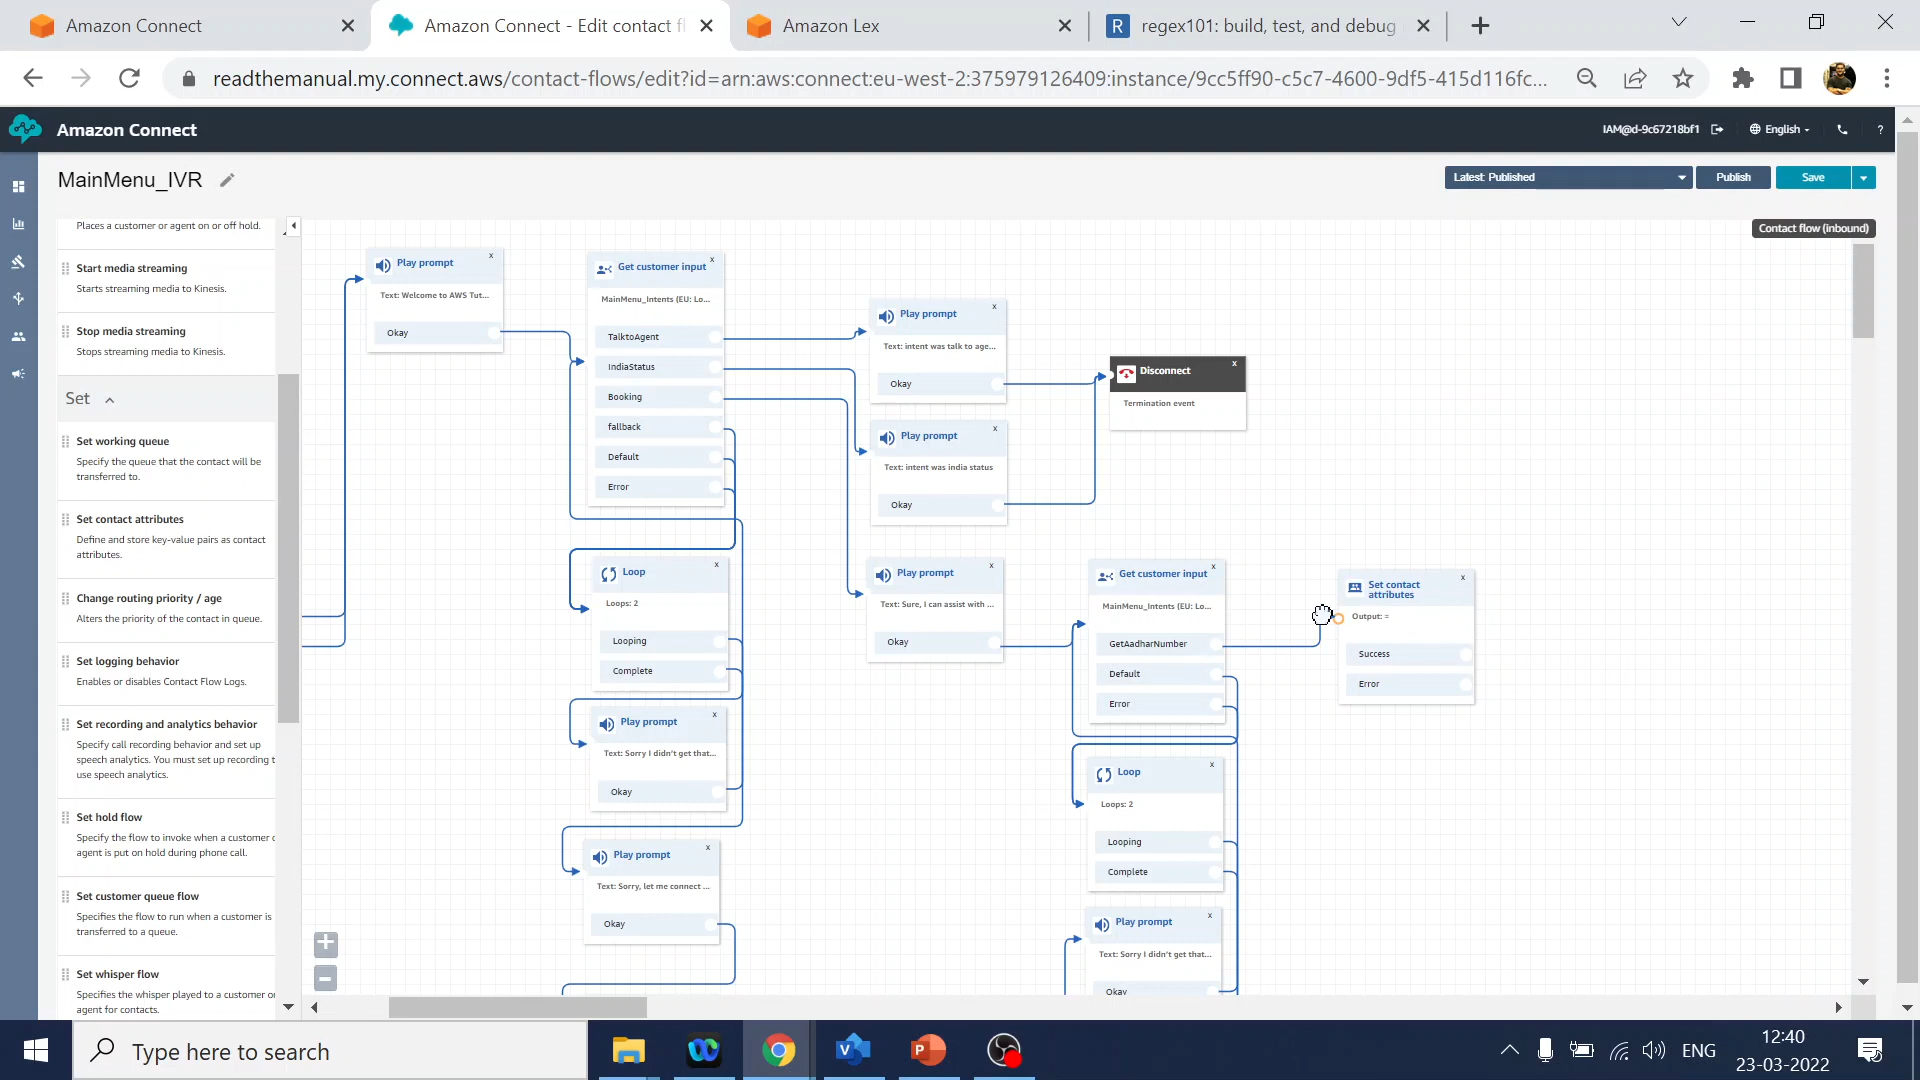 Amazon Connect
Amazon Connect - Edit contact fl
Amazon Lex
regex101: build, test, and debug
readthemanual.my.connect.aws/contact-flows/edit?id=arn:aws:connect:eu-west-2:375979126409:instance/9cc5ff90-c5c7-4600-9df5-415d116fc...
Amazon Connect
IAM@d-9c67218bf1
English
?
MainMenu_IVR
Latest: Published
Publish
Save
Contact flow (inbound)
Places a customer or agent on or off hold.
Start media streaming
Starts streaming media to Kinesis.
Stop media streaming
Stops streaming media to Kinesis.
Set
Set working queue
Specify the queue that the contact will be
transferred to.
Set contact attributes
Define and store key-value pairs as contact
attributes.
Change routing priority / age
Alters the priority of the contact in queue.
Set logging behavior
Enables or disables Contact Flow Logs.
Set recording and analytics behavior
Specify call recording behavior and set up
speech analytics. You must set up recording t
use speech analytics.
Set hold flow
Specify the flow to invoke when a customer o
agent is put on hold during phone call.
Set customer queue flow
Specifies the flow to run when a customer is
transferred to a queue.
Set whisper flow
Specifies the whisper played to a customer or
agent for contacts.
Play prompt
Text: Welcome to AWS Tut...
Okay
Get customer input
MainMenu_Intents (EU: Lo...
TalktoAgent
IndiaStatus
Booking
fallback
Default
Error
Loop
Loops: 2
Looping
Complete
Play prompt
Text: Sorry I didn't get that...
Okay
Play prompt
Text: Sorry, let me connect ...
Okay
Play prompt
Text: intent was talk to age...
Okay
Play prompt
Text: intent was india status
Okay
Disconnect
Termination event
Play prompt
Text: Sure, I can assist with ...
Okay
Get customer input
MainMenu_Intents (EU: Lo...
GetAadharNumber
Default
Error
Loop
Loops: 2
Looping
Complete
Play prompt
Text: Sorry I didn't get that...
Okay
Set contact
attributes
Output: =
Success
Error
Type here to search
ENG
12:40
23-03-2022